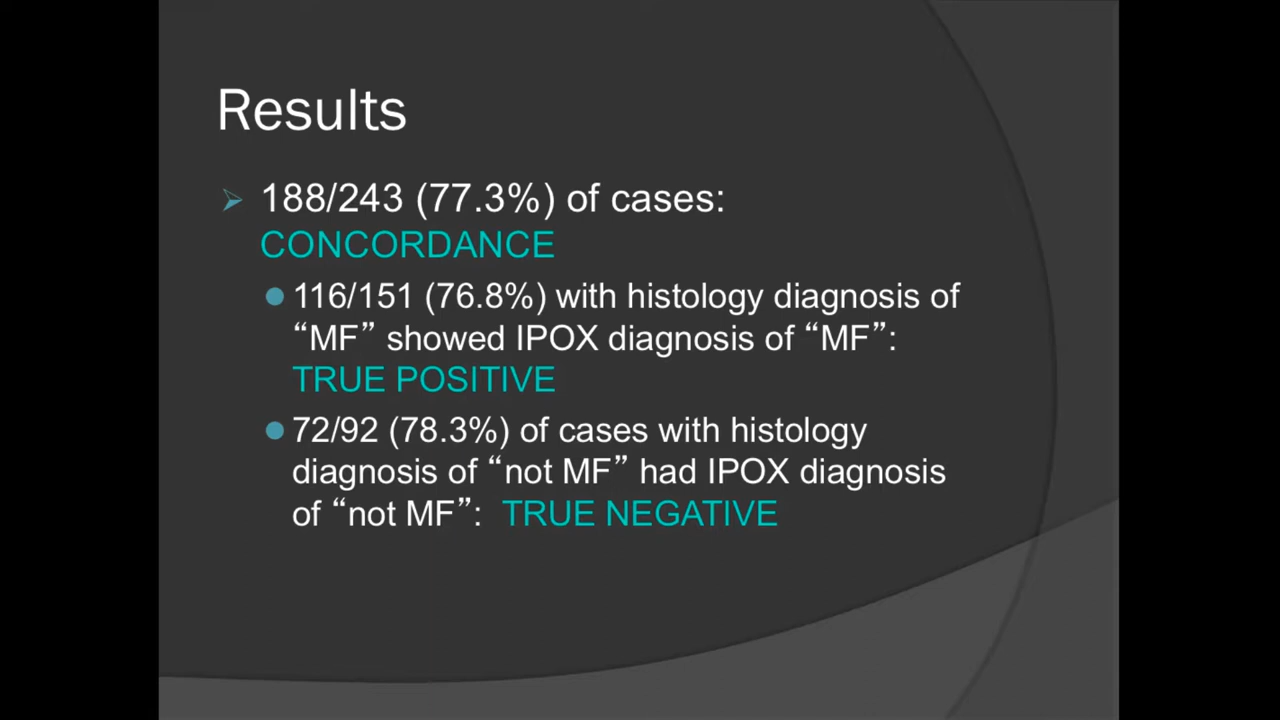 Results
188/243 (77.3%) of cases:
CONCORDANCE
116/151 (76.8%) with histology diagnosis of
“MF” showed IPOX diagnosis of “MF”:
TRUE POSITIVE
72/92 (78.3%) of cases with histology
diagnosis of “not MF” had IPOX diagnosis
of “not MF”: TRUE NEGATIVE